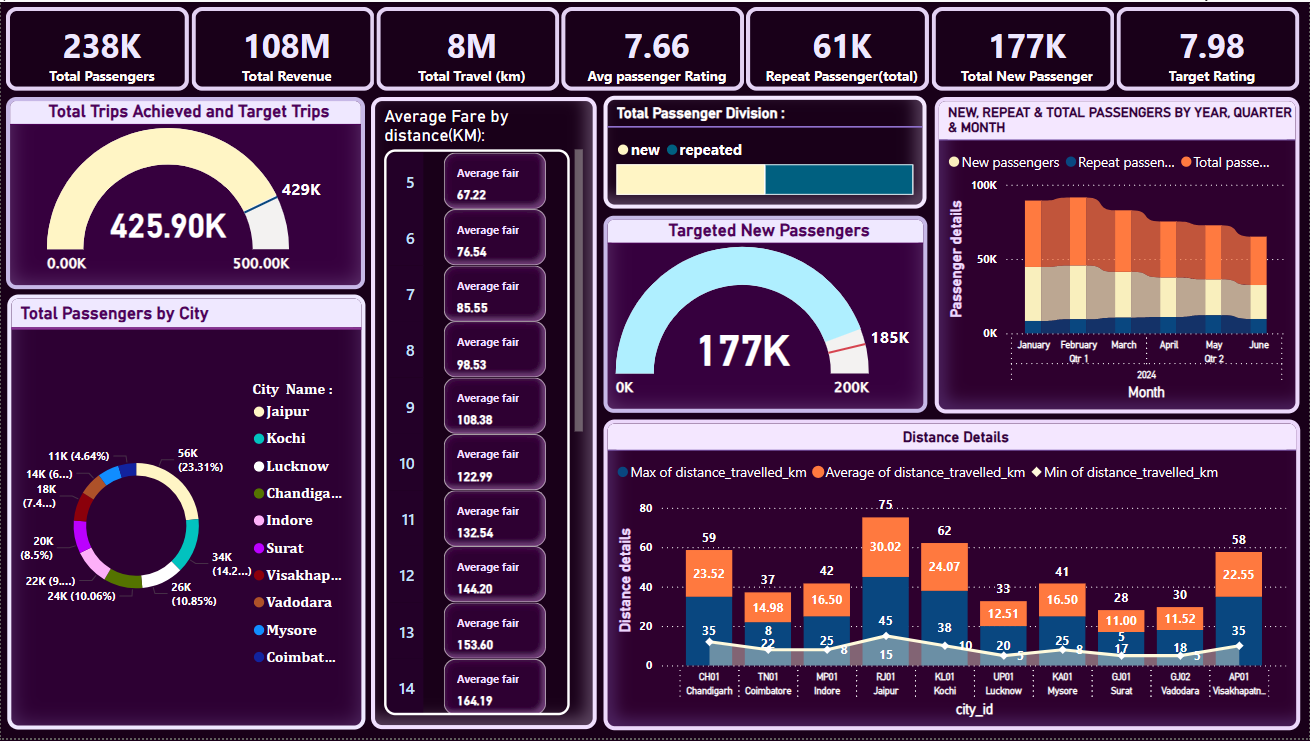 238K
Total Passengers
108M
Total Revenue
8M
Total Travel (km)
7.66
Avg passenger Rating
61K
Repeat Passenger(total)
177K
Total New Passenger
7.98
Target Rating
Total Trips Achieved and Target Trips
429K
425.90K
0.00K
500.00K
Total Passengers by City
City Name :
Jaipur
Kochi
Lucknow
Chandiga...
Indore
Surat
Visakhap...
Vadodara
Mysore
Coimbat...
56K
(23.31%)
34K
(14.2...)
26K
(10.85%)
24K (10.06%)
22K (9....)
20K
(8.5%)
18K
(7.4...)
14K (6...)
11K (4.64%)
Average Fare by
distance(KM):
5
Average fair
67.22
6
Average fair
76.54
7
Average fair
85.55
8
Average fair
98.53
9
Average fair
108.38
10
Average fair
122.99
11
Average fair
132.54
12
Average fair
144.20
13
Average fair
153.60
14
Average fair
164.19
Total Passenger Division :
new repeated
Targeted New Passengers
185K
177K
0K
200K
NEW, REPEAT & TOTAL PASSENGERS BY YEAR, QUARTER
& MONTH
New passengers Repeat passen... Total passe...
Passenger details
100K
50K
0K
January February March April May June
Qtr 1 Qtr 2
2024
Month
Distance Details
Max of distance_travelled_km Average of distance_travelled_km Min of distance_travelled_km
Distance details
80
60
40
20
0
59 37 42 75 62 33 41 28 30 58
23.52 14.98 16.50 30.02 24.07 12.51 16.50 11.00 11.52 22.55
35 22 25 45 38 20 25 17 18 35
8 8 15 10 5 8 5 5
CH01 TN01 MP01 RJ01 KL01 UP01 KA01 GJ01 GJ02 AP01
Chandigarh Coimbatore Indore Jaipur Kochi Lucknow Mysore Surat Vadodara Visakhapatn...
city_id